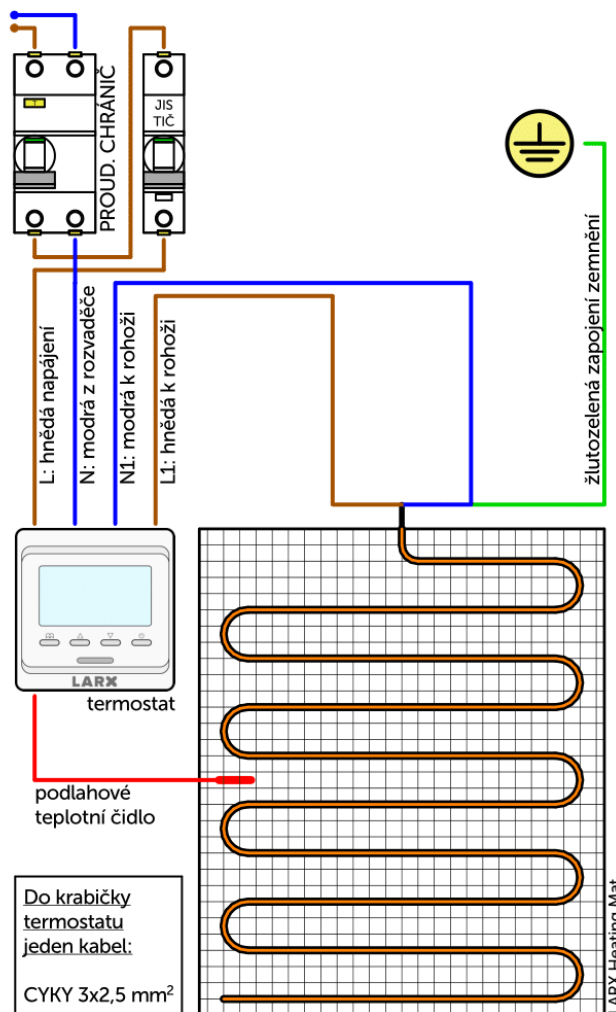 PROUD. CHRÁNIČ
JIS
TIČ
L: hnědá napájení
N: modrá z rozvaděče
N1: modrá k rohoži
L1: hnědá k rohoži
žlutozelená zapojení zemnění
LARX
termostat
podlahové
teplotní čidlo
Do krabičky
termostatu
jeden kabel:
CYKY 3x2,5 mm²
ARX Heating Mat